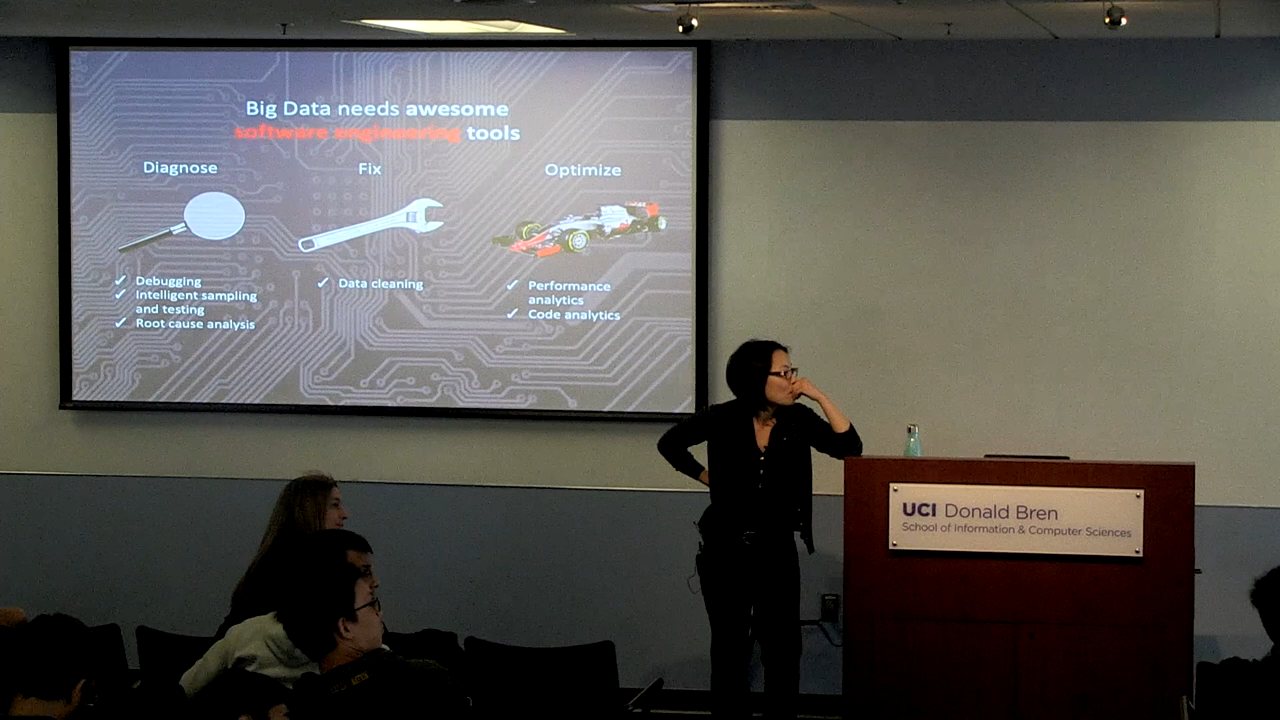 Big Data needs awesome
software engineering tools
Diagnose
Fix
Optimize
✓ Debugging
✓ Intelligent sampling
and testing
✓ Root cause analysis
✓ Data cleaning
✓ Performance
analytics
✓ Code analytics
UCI Donald Bren
School of Information & Computer Sciences